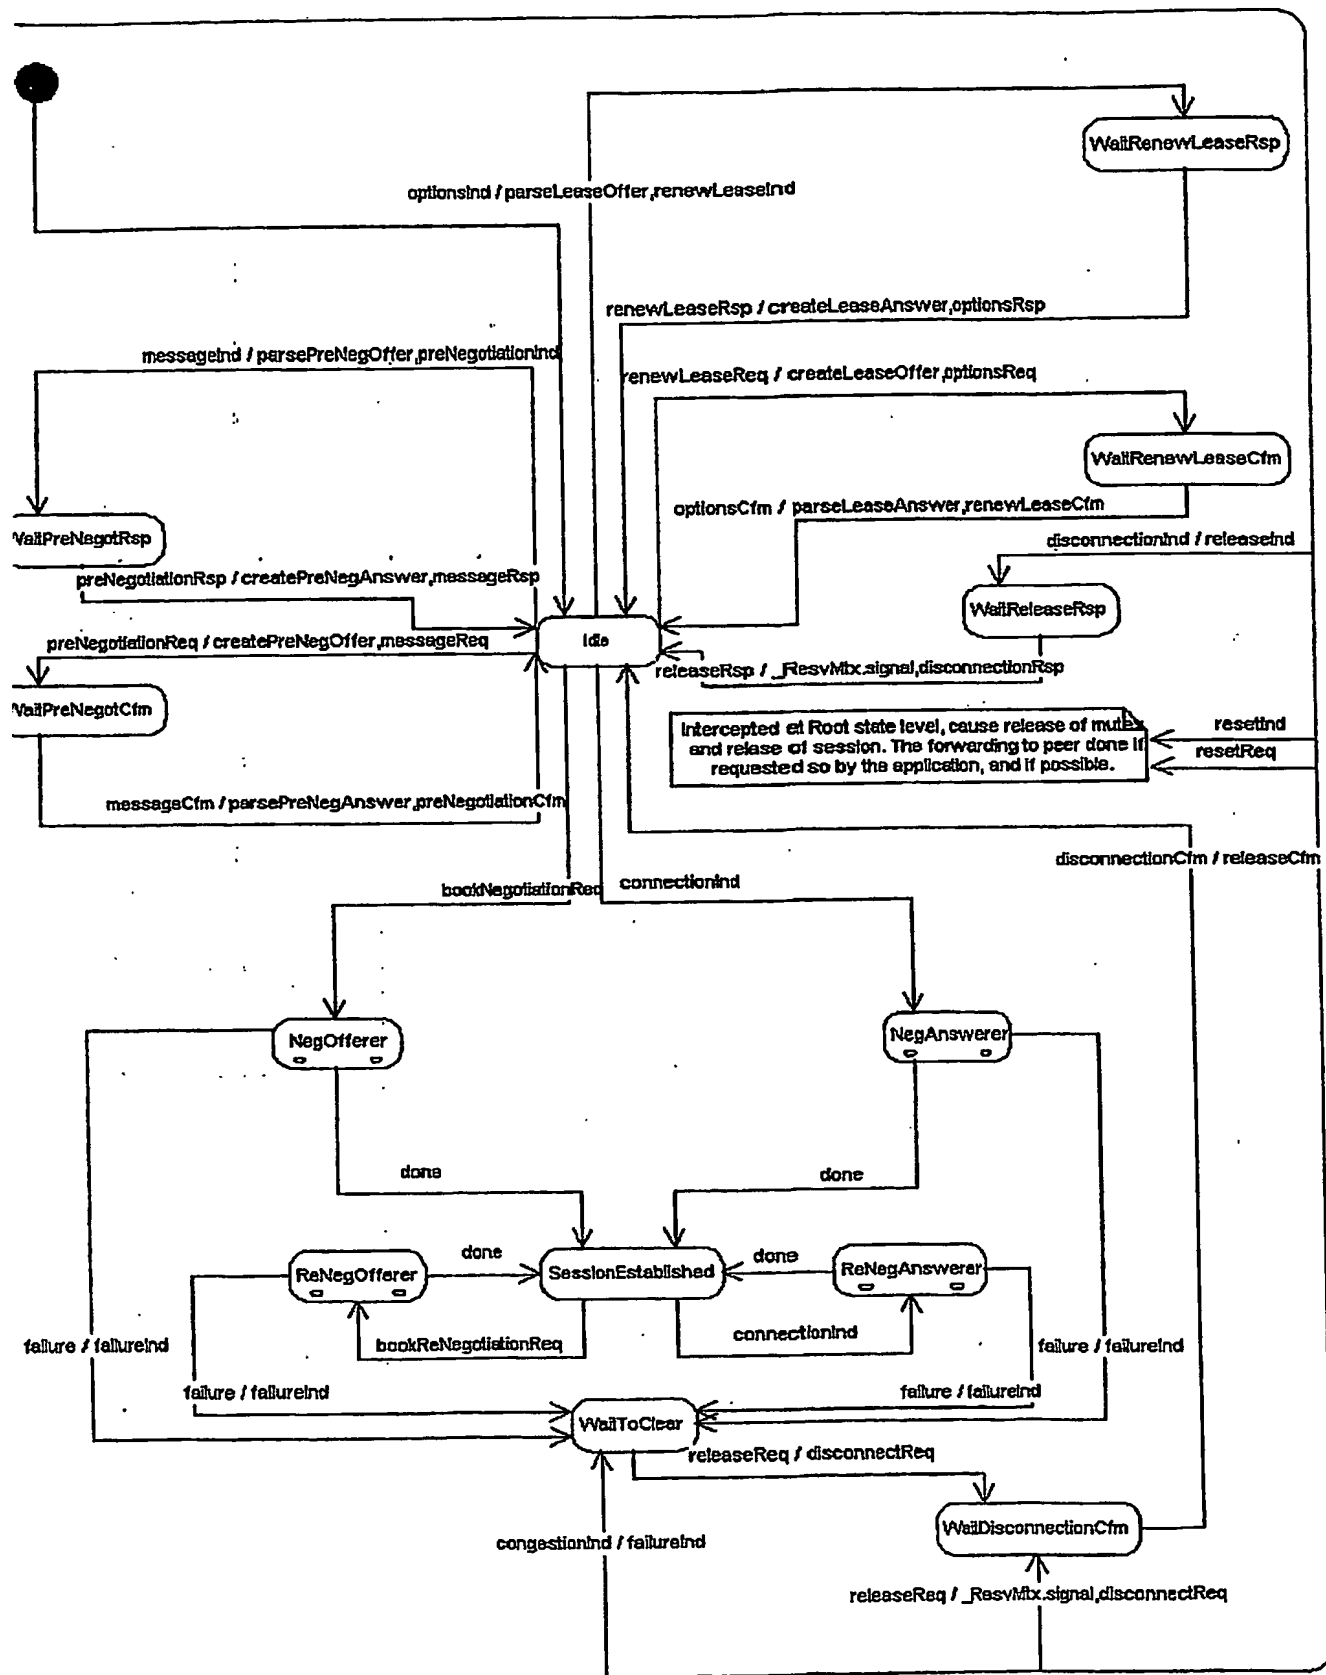 WaitRenewLeaseRsp
optionsInd / parseLeaseOffer,renewLeaseInd
renewLeaseRsp / createLeaseAnswer,optionsRsp
messageInd / parsePreNegOffer,preNegotiationInd
renewLeaseReq / createLeaseOffer,optionsReq
WaitRenewLeaseCfm
optionsCfm / parseLeaseAnswer,renewLeaseCfm
WaitPreNegotRsp
disconnectionInd / releaseInd
preNegotiationRsp / createPreNegAnswer,messageRsp
WaitReleaseRsp
Idle
preNegotiationReq / createPreNegOffer,messageReq
releaseRsp / _ResvMtx.signal,disconnectionRsp
WaitPreNegotCfm
Intercepted at Root state level, cause release of mutex
and relase of session. The forwarding to peer done if
requested so by the application, and if possible.
resetInd
resetReq
messageCfm / parsePreNegAnswer,preNegotiationCfm
disconnectionCfm / releaseCfm
bookNegotiationReq
connectionInd
NegOfferer
NegAnswerer
done
done
ReNegOfferer
done
SessionEstablished
done
ReNegAnswerer
failure / failureInd
bookReNegotiationReq
connectionInd
failure / failureInd
failure / failureInd
failure / failureInd
WaitToClear
releaseReq / disconnectReq
WaitDisconnectionCfm
congestionInd / failureInd
releaseReq / _ResvMtx.signal,disconnectReq